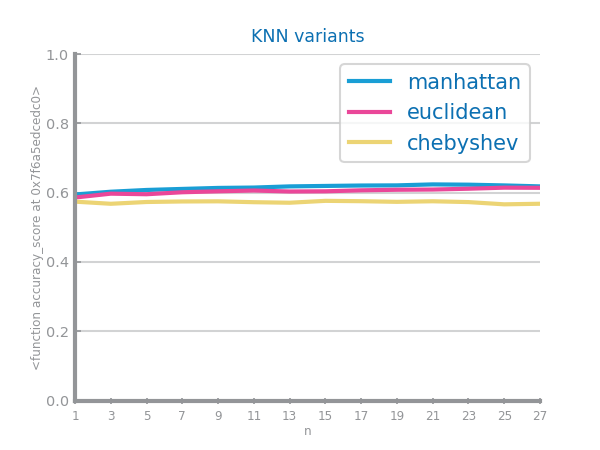 KNN variants
<function accuracy_score at 0x7f6a5edcedc0>
1.0
0.8
0.6
0.4
0.2
0.0
manhattan
euclidean
chebyshev
1 3 5 7 9 11 13 15 17 19 21 23 25 27
n